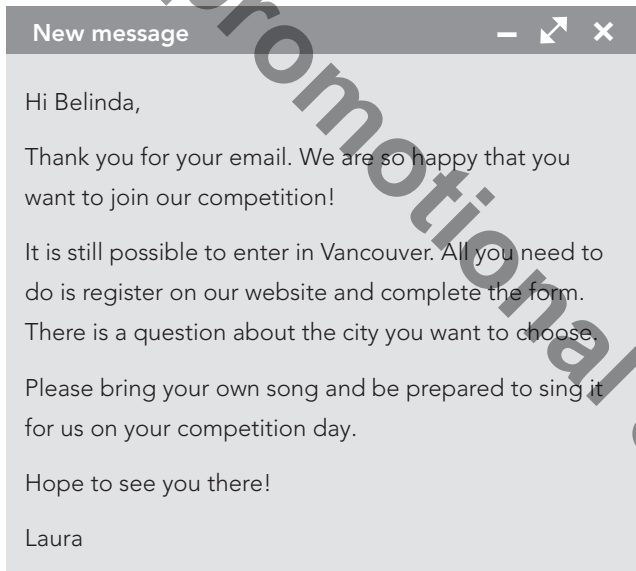 New message
Hi Belinda,
Thank you for your email. We are so happy that you
want to join our competition!
It is still possible to enter in Vancouver. All you need to
do is register on our website and complete the form.
There is a question about the city you want to choose.
Please bring your own song and be prepared to sing it
for us on your competition day.
Hope to see you there!
Laura
promotional